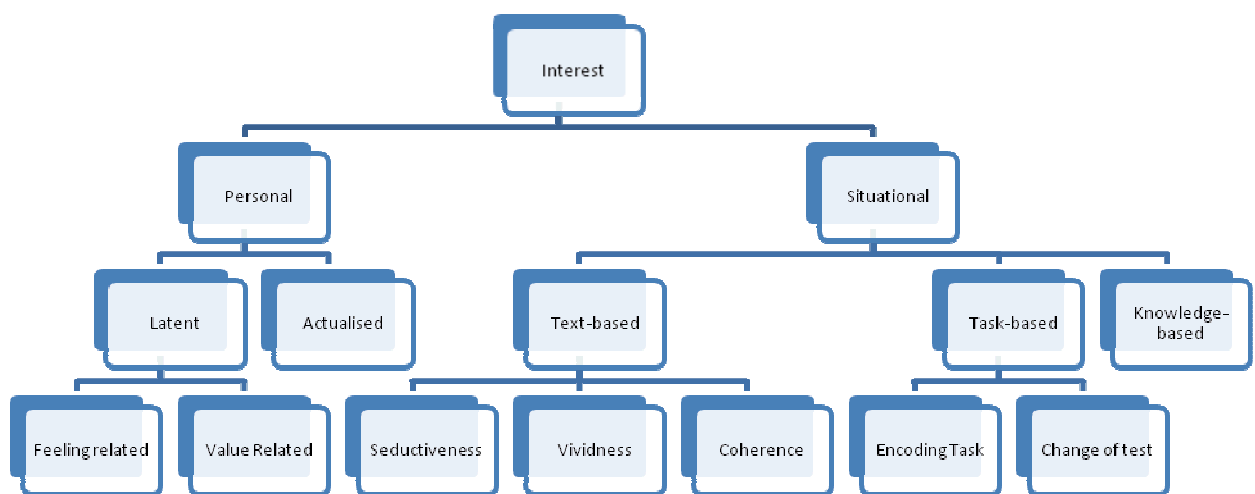 Interest
Personal
Situational
Latent
Actualised
Text-based
Task-based
Knowledge-
based
Feeling related
Value Related
Seductiveness
Vividness
Coherence
Encoding Task
Change of test